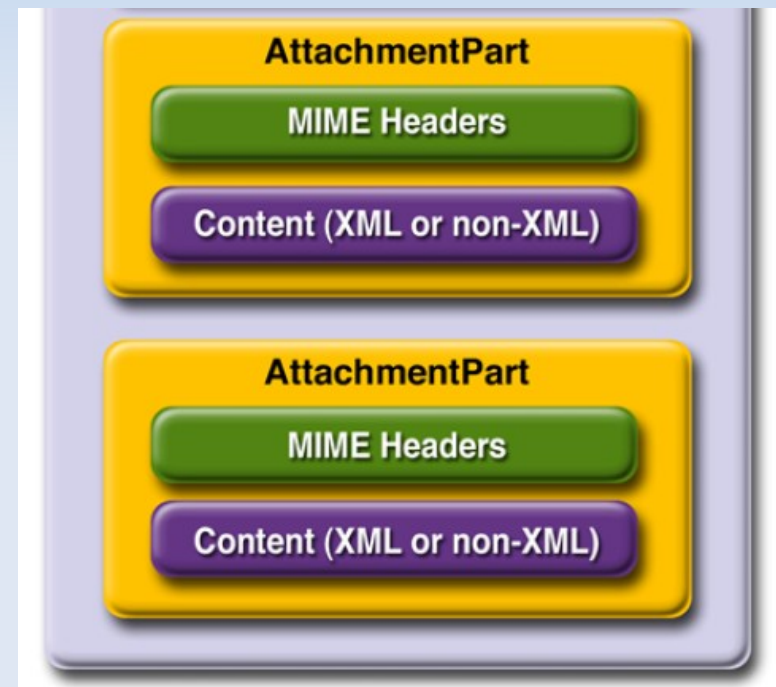 AttachmentPart
MIME Headers
Content (XML or non-XML)
AttachmentPart
MIME Headers
Content (XML or non-XML)